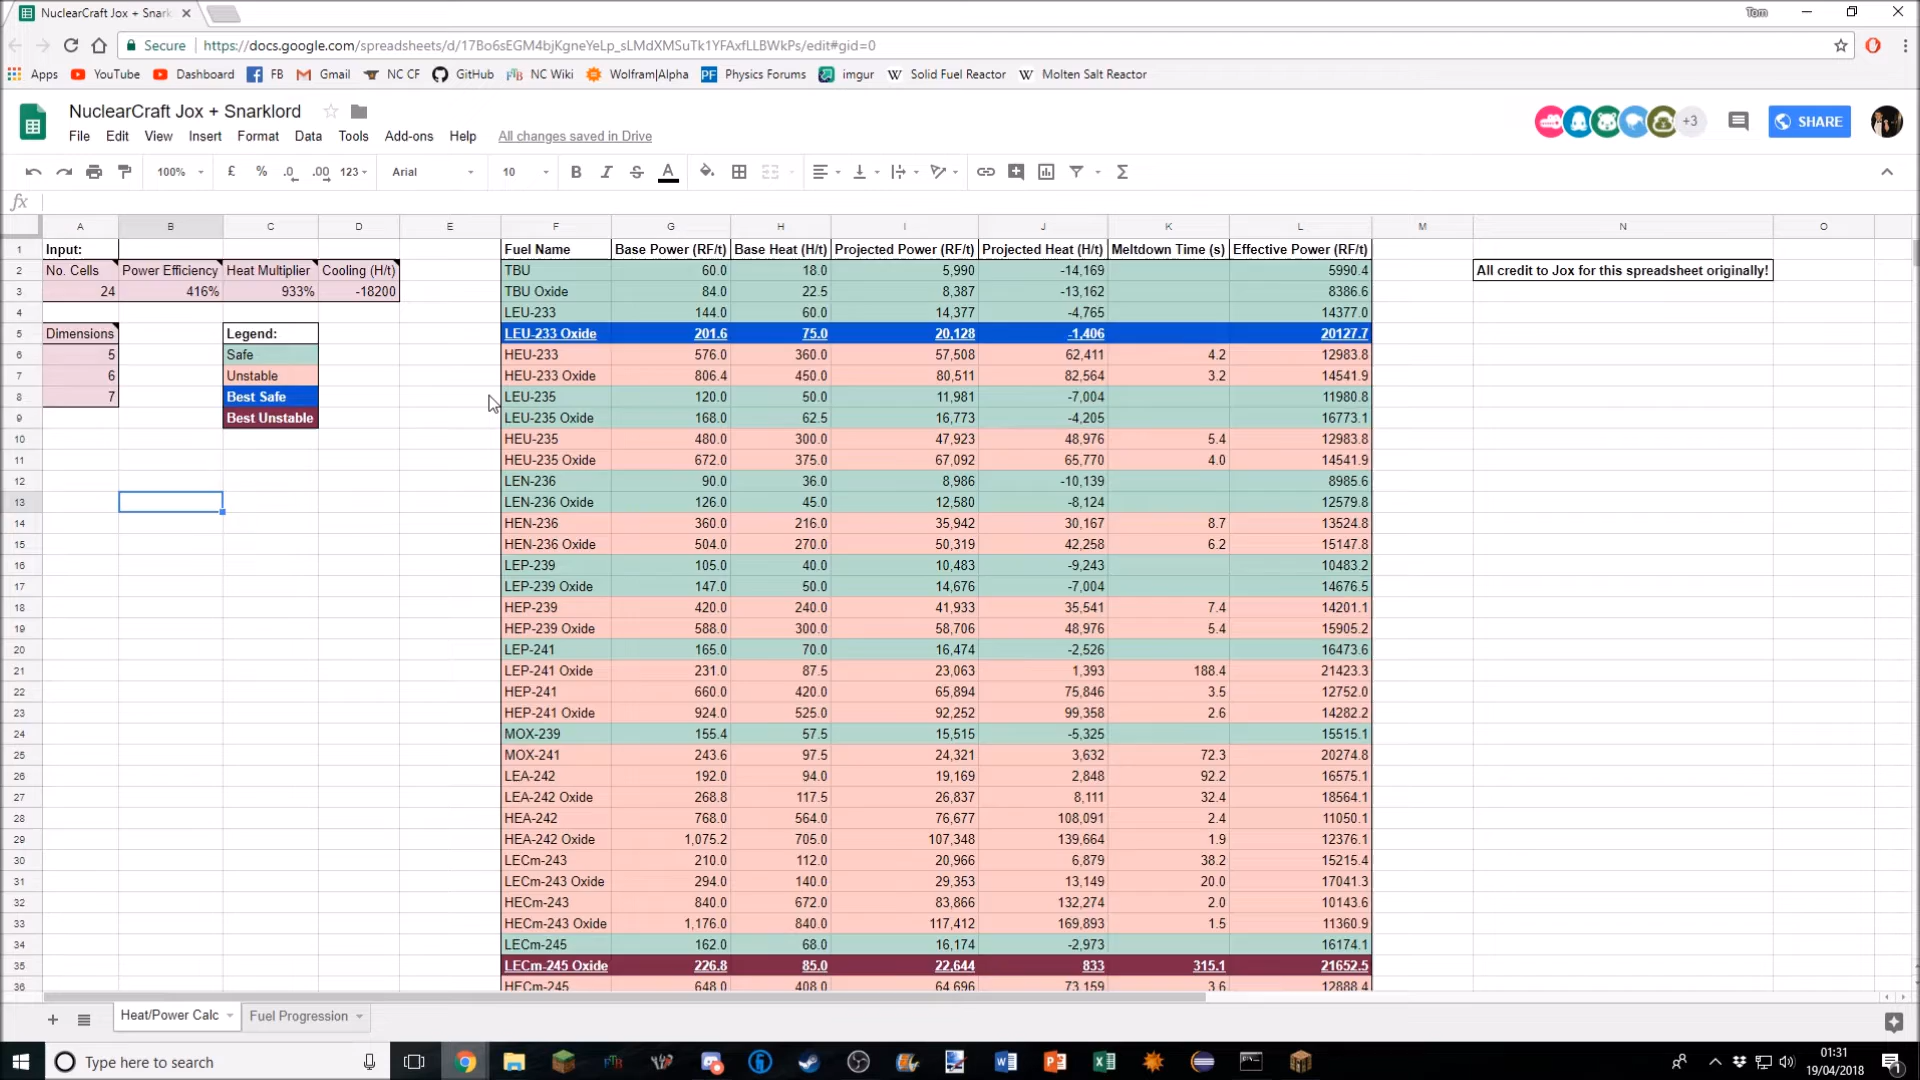 NuclearCraft Jox + Snark
Tom
Secure https://docs.google.com/spreadsheets/d/17Bo6sEGM4bjKgneYeLp_sLMdXMSuTk1YFAxfLLBWkPs/edit#gid=0
Apps YouTube Dashboard FB Gmail NC CF GitHub NC Wiki Wolfram|Alpha Physics Forums imgur Solid Fuel Reactor Molten Salt Reactor
NuclearCraft Jox + Snarklord
+3 SHARE
File Edit View Insert Format Data Tools Add-ons Help All changes saved in Drive
100% £ % .0 .00 123 Arial 10 B I S A
fx
A B C D E F G H I J K L M N O
1 Input: Fuel Name Base Power (RF/t) Base Heat (H/t) Projected Power (RF/t) Projected Heat (H/t) Meltdown Time (s) Effective Power (RF/t)
2 No. Cells Power Efficiency Heat Multiplier Cooling (H/t) TBU 60.0 18.0 5,990 -14,169 5990.4 All credit to Jox for this spreadsheet originally!
3 24 416% 933% -18200 TBU Oxide 84.0 22.5 8,387 -13,162 8386.6
4 LEU-233 144.0 60.0 14,377 -4,765 14377.0
5 Dimensions Legend: LEU-233 Oxide 201.6 75.0 20,128 -1,406 20127.7
6 5 Safe HEU-233 576.0 360.0 57,508 62,411 4.2 12983.8
7 6 Unstable HEU-233 Oxide 806.4 450.0 80,511 82,564 3.2 14541.9
8 7 Best Safe LEU-235 120.0 50.0 11,981 -7,004 11980.8
9 Best Unstable LEU-235 Oxide 168.0 62.5 16,773 -4,205 16773.1
10 HEU-235 480.0 300.0 47,923 48,976 5.4 12983.8
11 HEU-235 Oxide 672.0 375.0 67,092 65,770 4.0 14541.9
12 LEN-236 90.0 36.0 8,986 -10,139 8985.6
13 LEN-236 Oxide 126.0 45.0 12,580 -8,124 12579.8
14 HEN-236 360.0 216.0 35,942 30,167 8.7 13524.8
15 HEN-236 Oxide 504.0 270.0 50,319 42,258 6.2 15147.8
16 LEP-239 105.0 40.0 10,483 -9,243 10483.2
17 LEP-239 Oxide 147.0 50.0 14,676 -7,004 14676.5
18 HEP-239 420.0 240.0 41,933 35,541 7.4 14201.1
19 HEP-239 Oxide 588.0 300.0 58,706 48,976 5.4 15905.2
20 LEP-241 165.0 70.0 16,474 -2,526 16473.6
21 LEP-241 Oxide 231.0 87.5 23,063 1,393 188.4 21423.3
22 HEP-241 660.0 420.0 65,894 75,846 3.5 12752.0
23 HEP-241 Oxide 924.0 525.0 92,252 99,358 2.6 14282.2
24 MOX-239 155.4 57.5 15,515 -5,325 15515.1
25 MOX-241 243.6 97.5 24,321 3,632 72.3 20274.8
26 LEA-242 192.0 94.0 19,169 2,848 92.2 16575.1
27 LEA-242 Oxide 268.8 117.5 26,837 8,111 32.4 18564.1
28 HEA-242 768.0 564.0 76,677 108,091 2.4 11050.1
29 HEA-242 Oxide 1,075.2 705.0 107,348 139,664 1.9 12376.1
30 LECm-243 210.0 112.0 20,966 6,879 38.2 15215.4
31 LECm-243 Oxide 294.0 140.0 29,353 13,149 20.0 17041.3
32 HECm-243 840.0 672.0 83,866 132,274 2.0 10143.6
33 HECm-243 Oxide 1,176.0 840.0 117,412 169,893 1.5 11360.9
34 LECm-245 162.0 68.0 16,174 -2,973 16174.1
35 LECm-245 Oxide 226.8 85.0 22,644 833 315.1 21652.5
36 HECm-245 648.0 408.0 64,696 73,159 3.6 12888.4
Heat/Power Calc Fuel Progression
Type here to search
01:31
19/04/2018